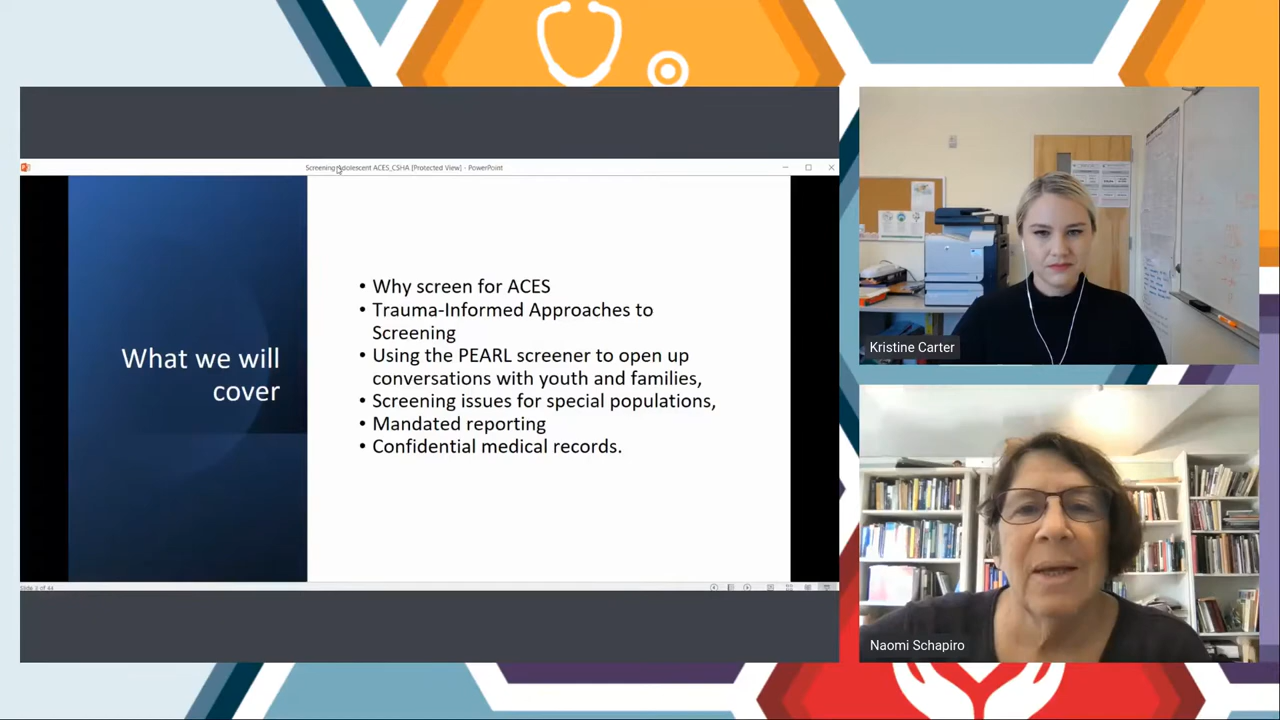 Screening Adolescent ACES_CSHA [Protected View] - PowerPoint
What we will
cover
• Why screen for ACES
• Trauma-Informed Approaches to
Screening
• Using the PEARL screener to open up
conversations with youth and families,
• Screening issues for special populations,
• Mandated reporting
• Confidential medical records.
Kristine Carter
Naomi Schapiro